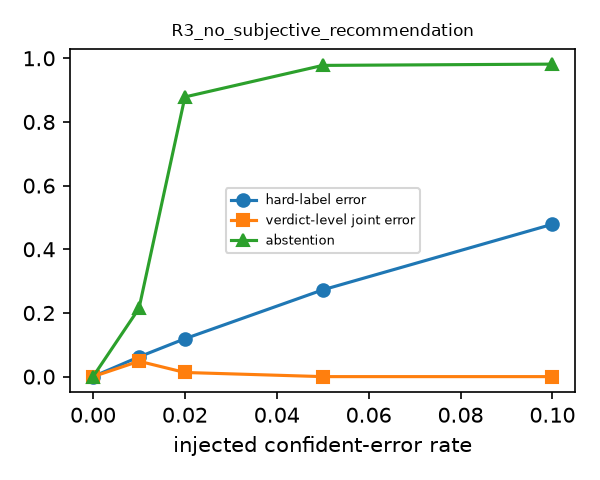 R3_no_subjective_recommendation
1.0
0.8
0.6
0.4
0.2
0.0
hard-label error
verdict-level joint error
abstention
0.00 0.02 0.04 0.06 0.08 0.10
injected confident-error rate